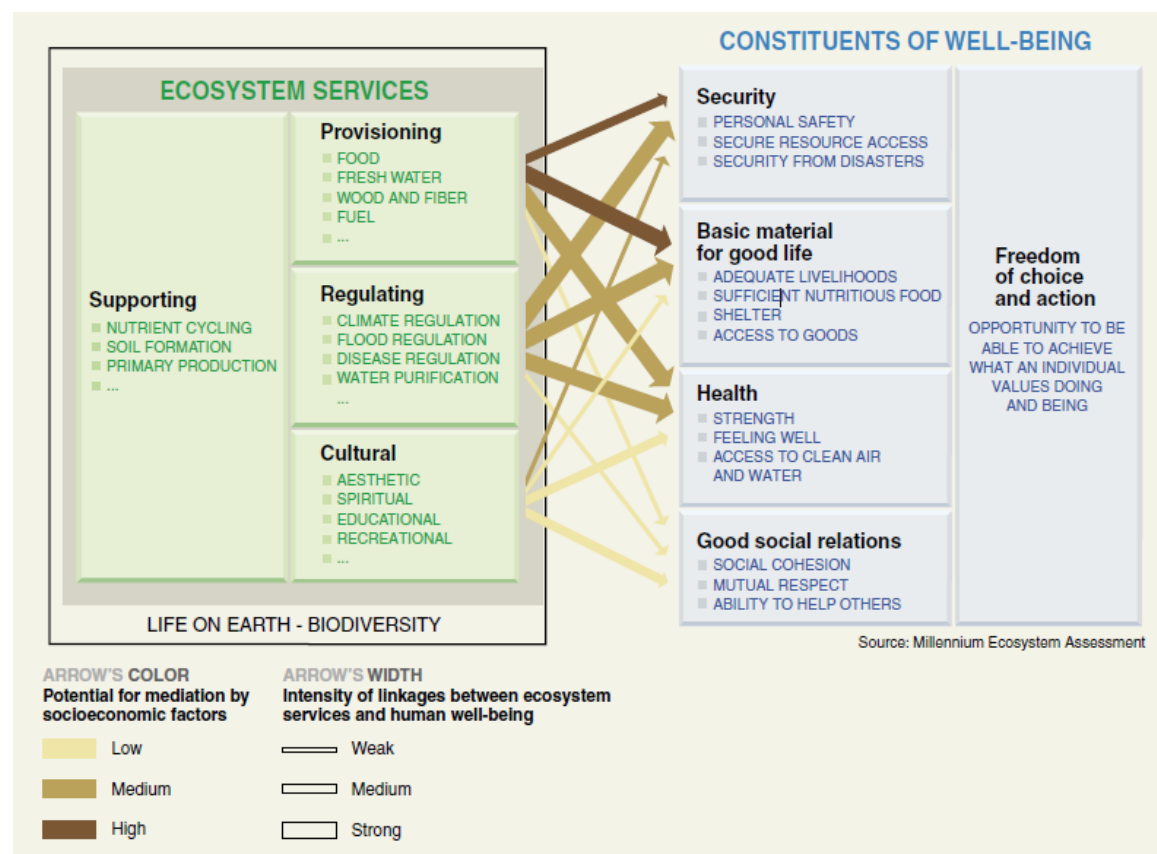 CONSTITUENTS OF WELL-BEING
ECOSYSTEM SERVICES
Supporting
NUTRIENT CYCLING
SOIL FORMATION
PRIMARY PRODUCTION
...
Provisioning
FOOD
FRESH WATER
WOOD AND FIBER
FUEL
...
Regulating
CLIMATE REGULATION
FLOOD REGULATION
DISEASE REGULATION
WATER PURIFICATION
...
Cultural
AESTHETIC
SPIRITUAL
EDUCATIONAL
RECREATIONAL
...
LIFE ON EARTH - BIODIVERSITY
Security
PERSONAL SAFETY
SECURE RESOURCE ACCESS
SECURITY FROM DISASTERS
Basic material
for good life
ADEQUATE LIVELIHOODS
SUFFICIENT NUTRITIOUS FOOD
SHELTER
ACCESS TO GOODS
Health
STRENGTH
FEELING WELL
ACCESS TO CLEAN AIR
AND WATER
Good social relations
SOCIAL COHESION
MUTUAL RESPECT
ABILITY TO HELP OTHERS
Freedom
of choice
and action
OPPORTUNITY TO BE
ABLE TO ACHIEVE
WHAT AN INDIVIDUAL
VALUES DOING
AND BEING
Source: Millennium Ecosystem Assessment
ARROW'S COLOR
Potential for mediation by
socioeconomic factors
Low
Medium
High
ARROW'S WIDTH
Intensity of linkages between ecosystem
services and human well-being
Weak
Medium
Strong